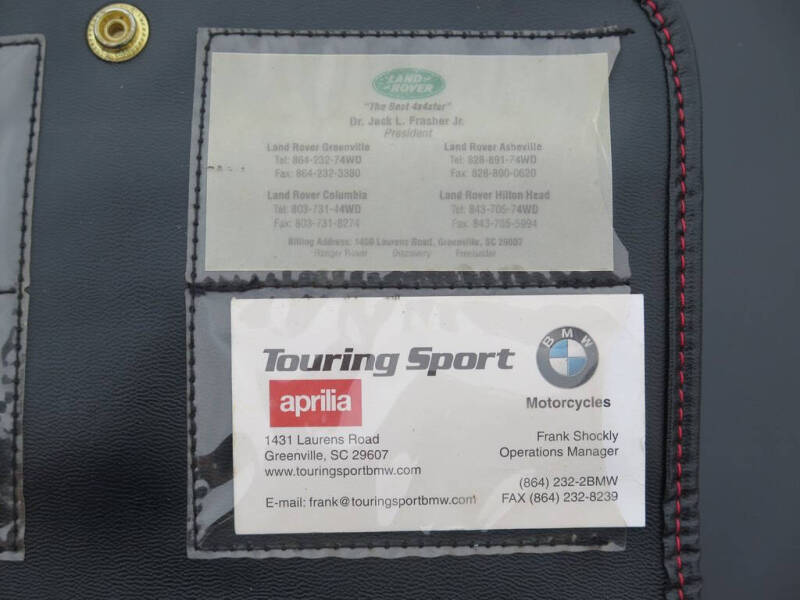 LAND
ROVER
"The Best 4x4xfar"
Dr. Jack L. Frasher Jr.
President
Land Rover Greenville
Tel: 864-232-74WD
Fax: 864-232-3380
Land Rover Asheville
Tel: 828-891-74WD
Fax: 828-890-0620
Land Rover Columbia
Tel: 803-731-44WD
Fax: 803-731-8274
Land Rover Hilton Head
Tel: 843-705-74WD
Fax: 843-705-5994
Billing Address: 1409 Laurens Road, Greenville, SC 29607
Range Rover Discovery Freelander
Touring Sport
BMW
aprilia
Motorcycles
1431 Laurens Road
Greenville, SC 29607
www.touringsportbmw.com
E-mail: frank@touringsportbmw.com
Frank Shockly
Operations Manager
(864) 232-2BMW
FAX (864) 232-8239